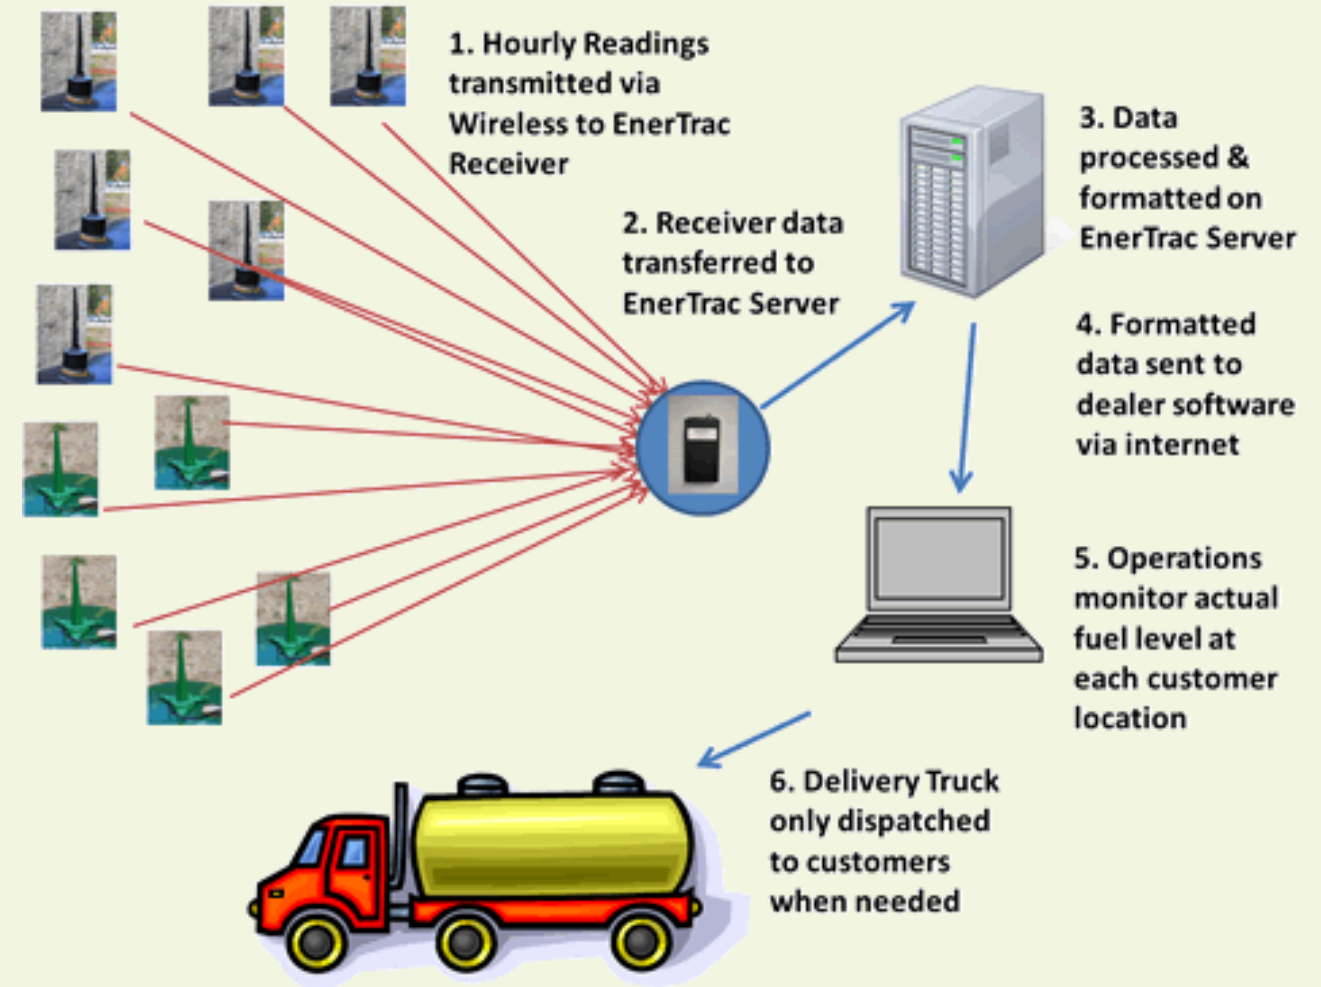 1. Hourly Readings
transmitted via
Wireless to EnerTrac
Receiver
2. Receiver data
transferred to
EnerTrac Server
3. Data
processed &
formatted on
EnerTrac Server
4. Formatted
data sent to
dealer software
via internet
5. Operations
monitor actual
fuel level at
each customer
location
6. Delivery Truck
only dispatched
to customers
when needed